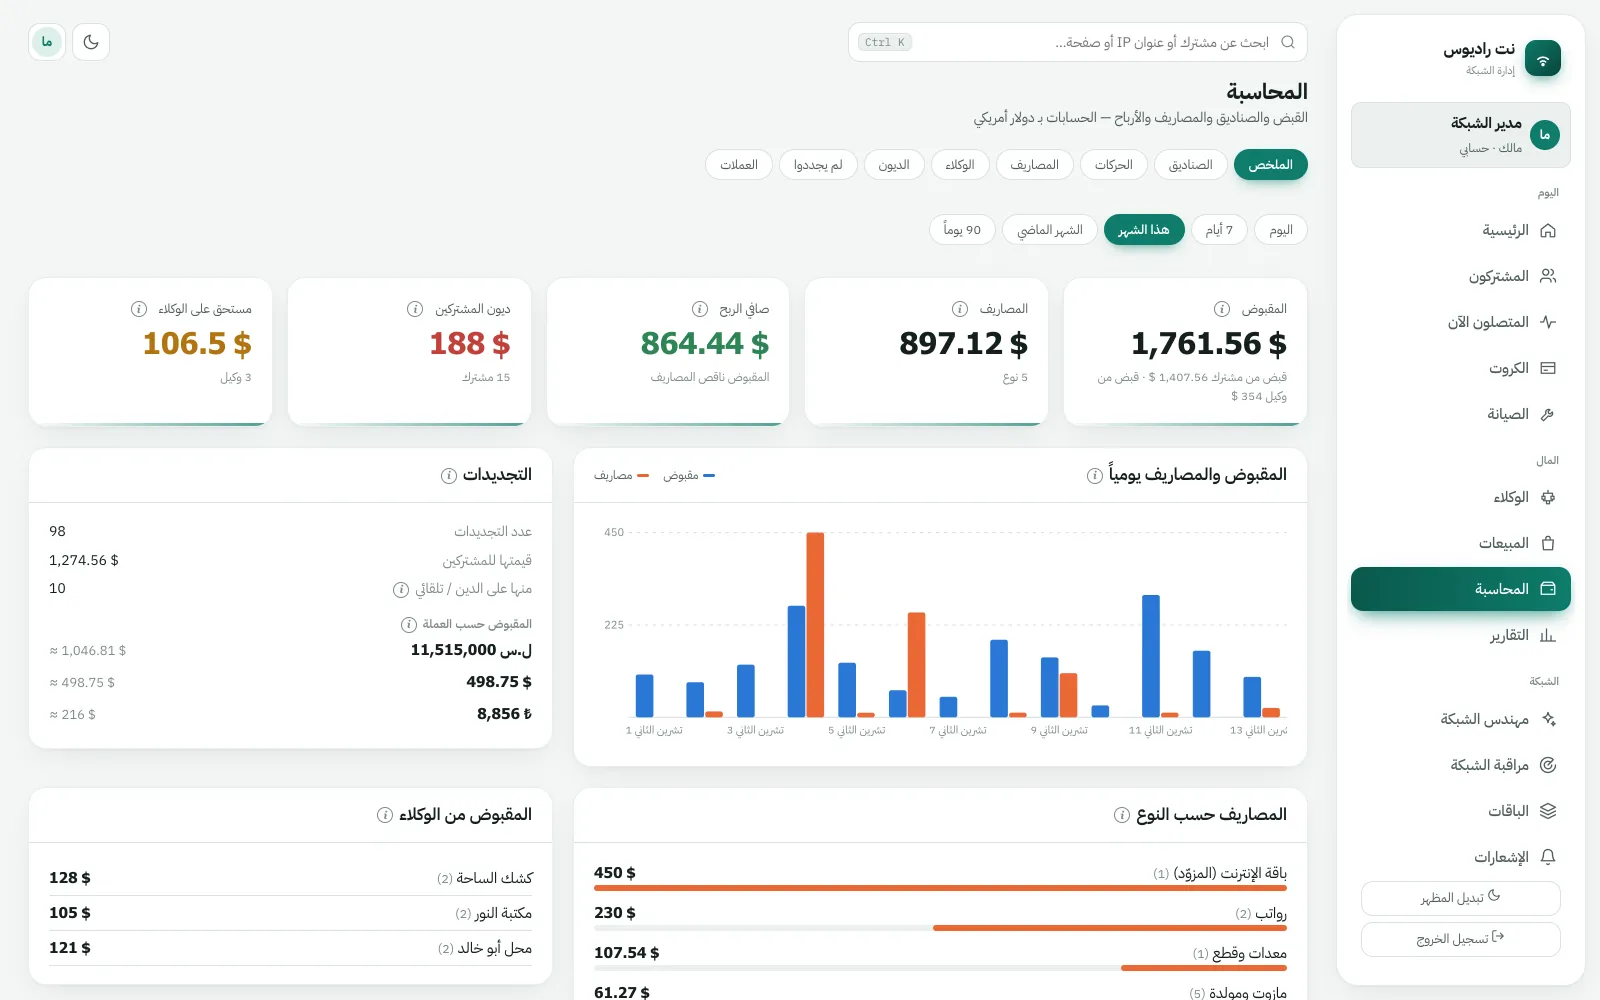 نت راديوس
إدارة الشبكة
ما
مدير الشبكة
مالك · حسابي
اليوم
الرئيسية
المشتركون
المتصلون الآن
الكروت
الصيانة
المال
الوكلاء
المبيعات
المحاسبة
التقارير
الشبكة
مهندس الشبكة
مراقبة الشبكة
الباقات
الإشعارات
تبديل المظهر
تسجيل الخروج
ابحث عن مشترك أو عنوان IP أو صفحة...
Ctrl K
ما
المحاسبة
القبض والصناديق والمصاريف والأرباح — الحسابات بـ دولار أمريكي
الملخص
الصناديق
الحركات
المصاريف
الوكلاء
الديون
لم يجددوا
العملات
اليوم
7 أيام
هذا الشهر
الشهر الماضي
90 يوماً
المقبوض
1,761.56 $
قبض من مشترك 1,407.56 $ · قبض من
وكيل 354 $
المصاريف
897.12 $
5 نوع
صافي الربح
864.44 $
المقبوض ناقص المصاريف
ديون المشتركين
188 $
15 مشترك
مستحق على الوكلاء
106.5 $
3 وكيل
المقبوض والمصاريف يومياً
مقبوض
مصاريف
450
225
1 تشرين الثاني
3 تشرين الثاني
5 تشرين الثاني
7 تشرين الثاني
9 تشرين الثاني
11 تشرين الثاني
13 تشرين الثاني
التجديدات
عدد التجديدات
98
قيمتها للمشتركين
1,274.56 $
منها على الدين / تلقائي
10
المقبوض حسب العملة
11,515,000 ل.س
≈ 1,046.81 $
498.75 $
≈ 498.75 $
8,856 ₺
≈ 216 $
المصاريف حسب النوع
باقة الإنترنت (المزوّد) (1)
450 $
رواتب (2)
230 $
معدات وقطع (1)
107.54 $
مازوت ومولدة (5)
61.27 $
المقبوض من الوكلاء
كشك الساحة (2)
128 $
مكتبة النور (2)
105 $
محل أبو خالد (2)
121 $